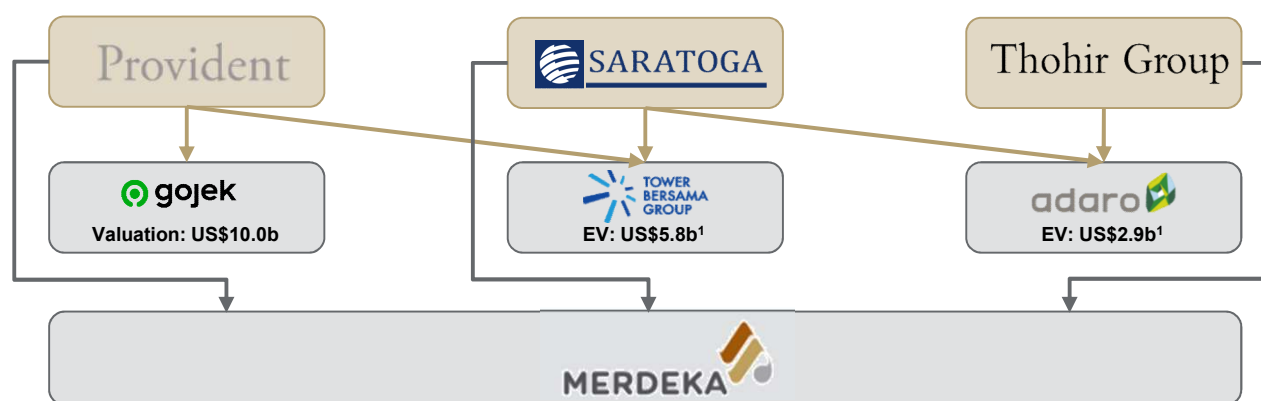 Provident
SARATOGA
Thohir Group
gojek
Valuation: US$10.0b
TOWER
BERSAMA
GROUP
EV: US$5.8b¹
adaro
EV: US$2.9b¹
MERDEKA